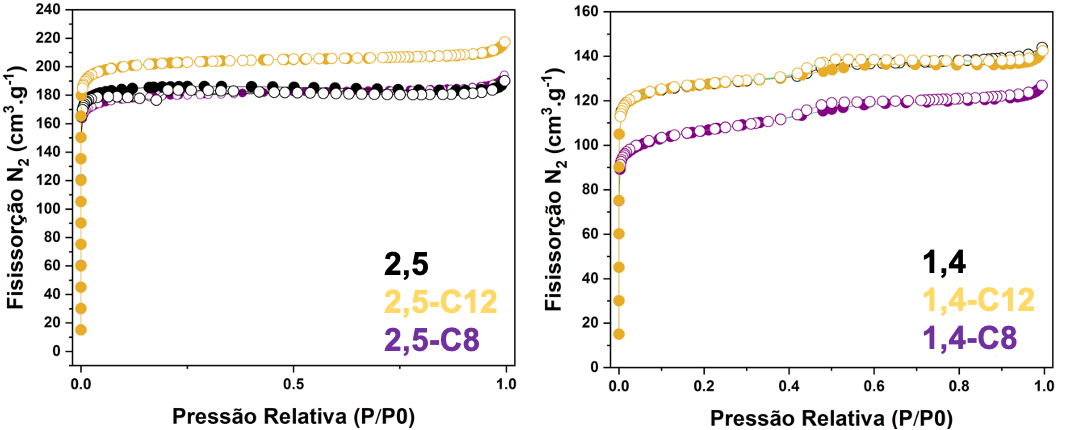 240
220
200
180
160
140
120
100
80
60
40
20
0
Fisissorção N2 (cm3.g-1)
2,5
2,5-C12
2,5-C8
0.0 0.5 1.0
Pressão Relativa (P/P0)
160
140
120
100
80
60
40
20
0
Fisissorção N2 (cm3.g-1)
1,4
1,4-C12
1,4-C8
0.0 0.2 0.4 0.6 0.8 1.0
Pressão Relativa (P/P0)